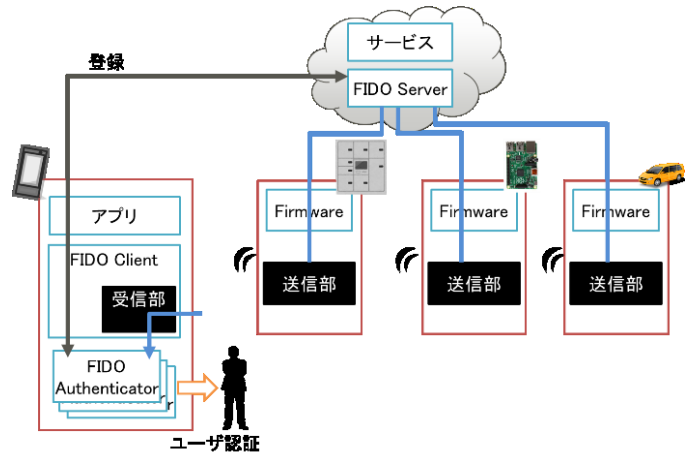 サービス
登録
FIDO Server
アプリ
Firmware
Firmware
Firmware
FIDO Client
受信部
送信部
送信部
送信部
FIDO
Authenticator
r
ユーザ認証